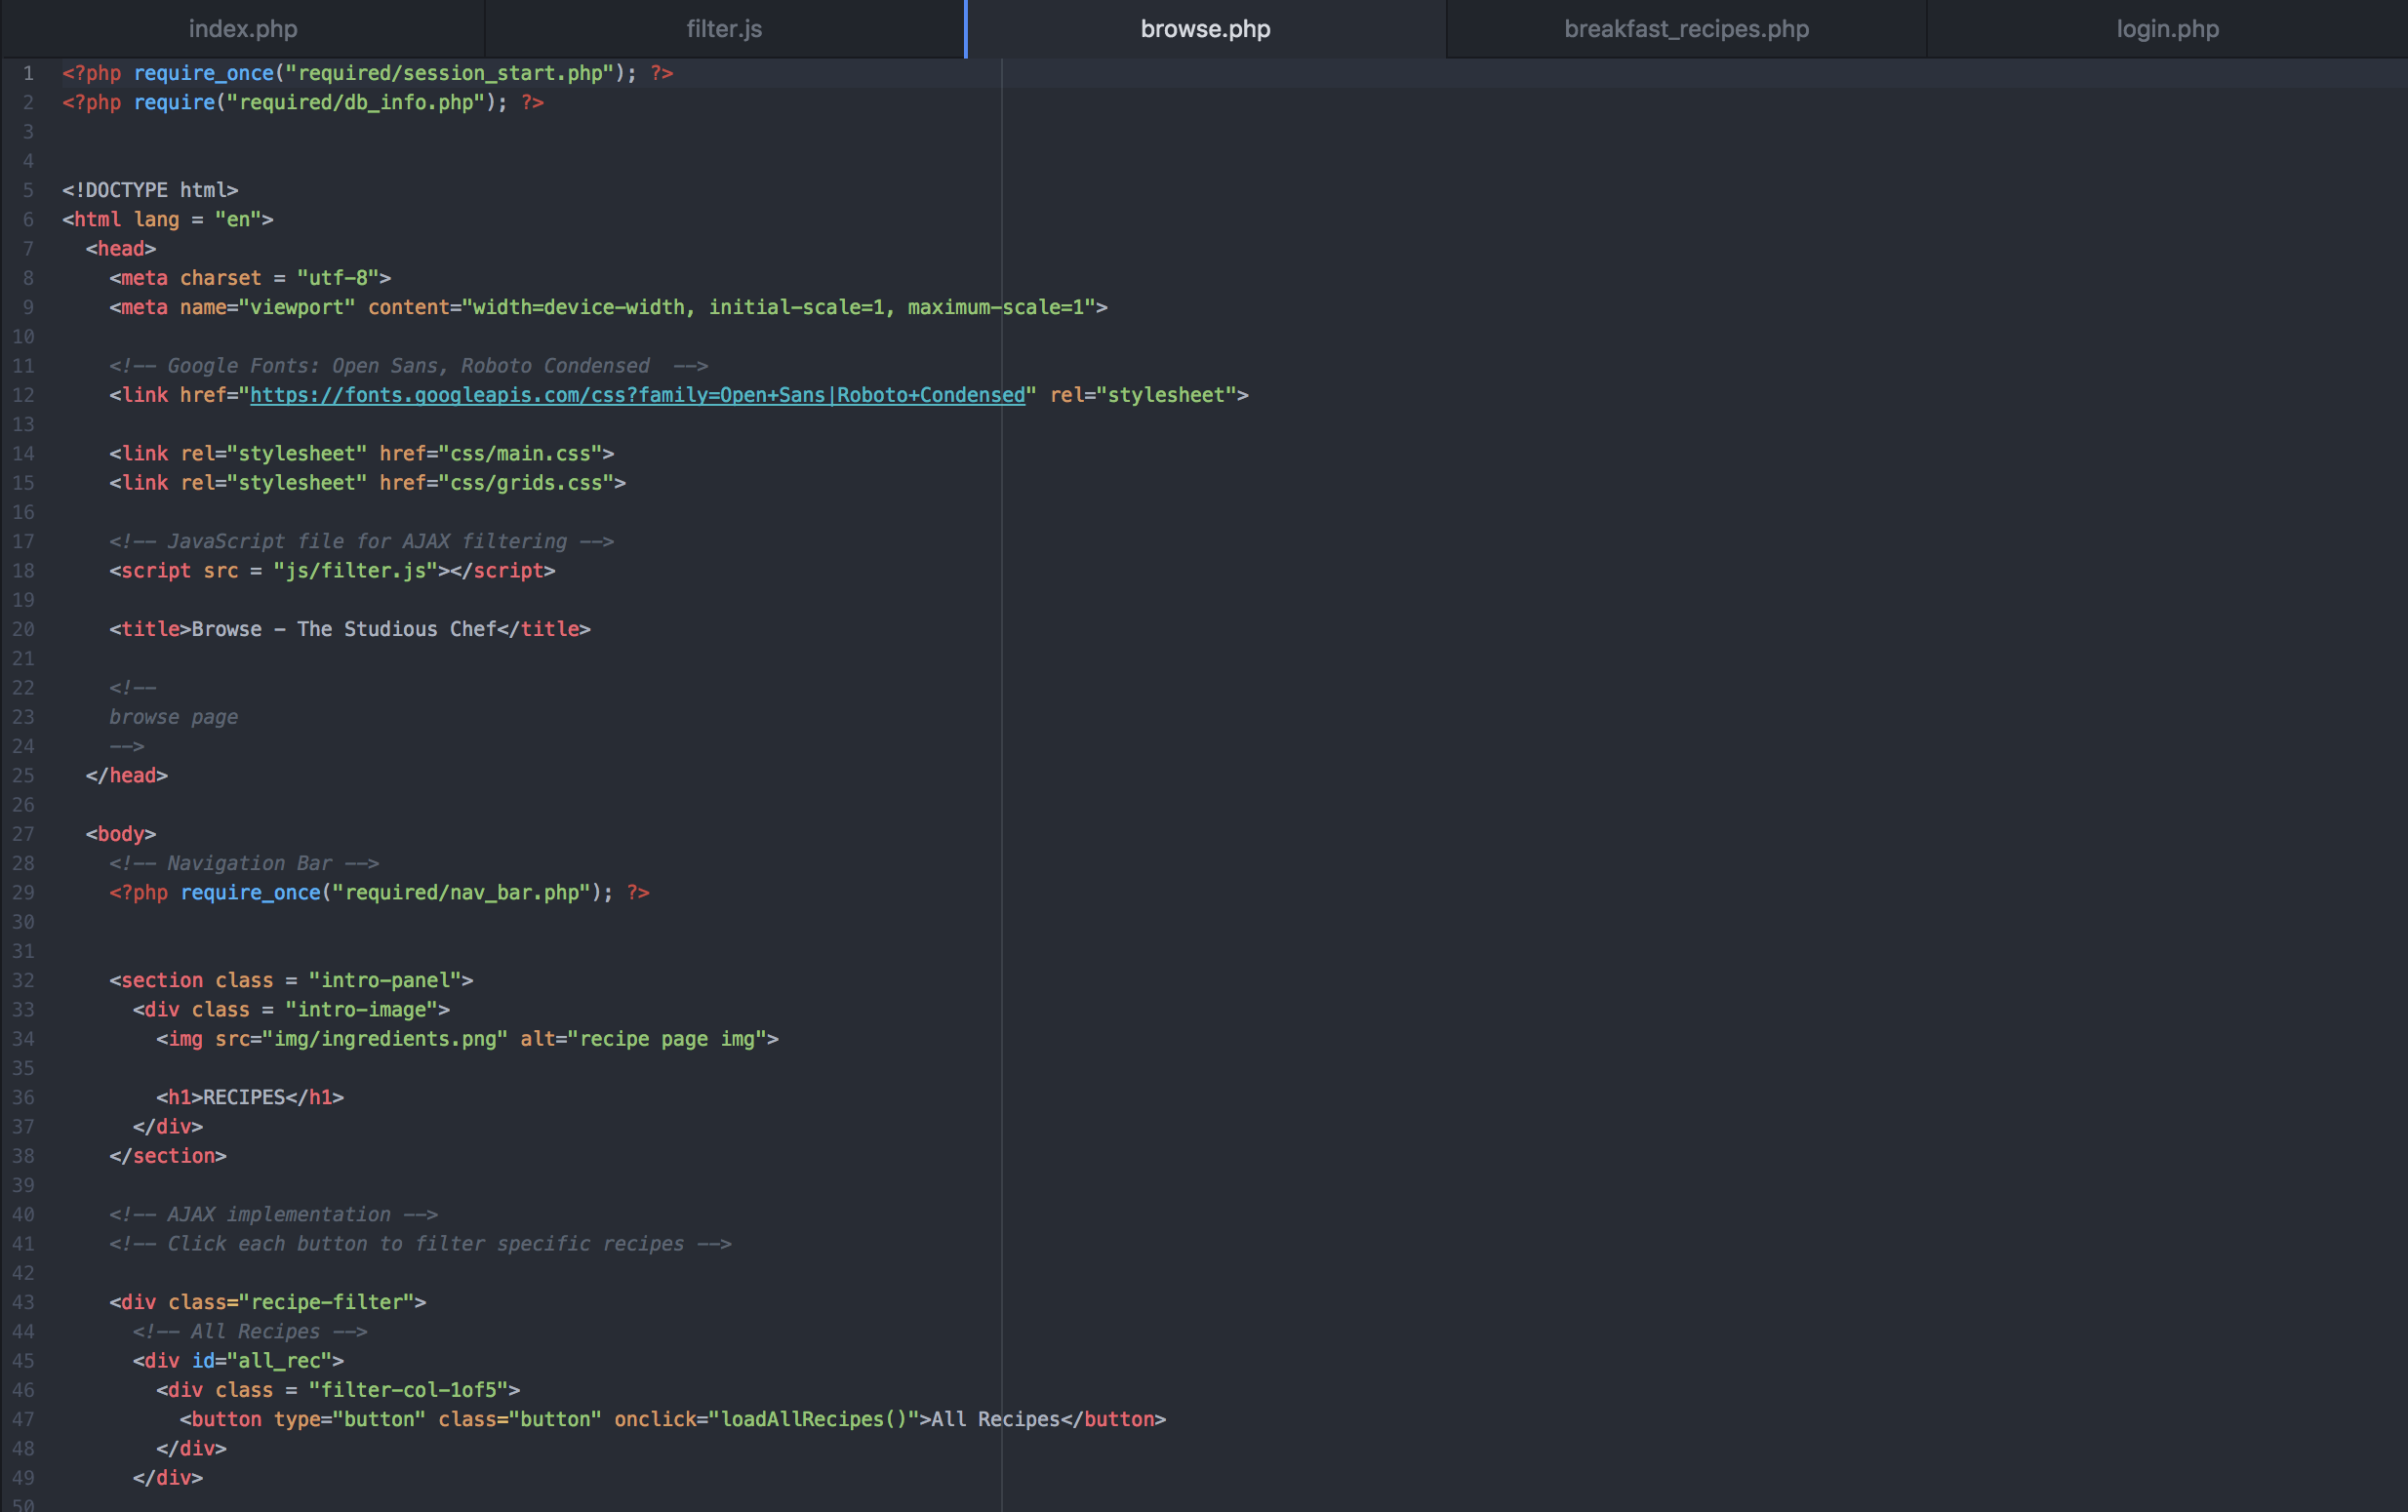 index.php filter.js browse.php breakfast_recipes.php login.php
1 <?php require_once("required/session_start.php"); ?>
2 <?php require("required/db_info.php"); ?>
3
4
5 <!DOCTYPE html>
6 <html lang = "en">
7   <head>
8     <meta charset = "utf-8">
9     <meta name="viewport" content="width=device-width, initial-scale=1, maximum-scale=1">
10
11     <!-- Google Fonts: Open Sans, Roboto Condensed  -->
12     <link href="https://fonts.googleapis.com/css?family=Open+Sans|Roboto+Condensed" rel="stylesheet">
13
14     <link rel="stylesheet" href="css/main.css">
15     <link rel="stylesheet" href="css/grids.css">
16
17     <!-- JavaScript file for AJAX filtering -->
18     <script src = "js/filter.js"></script>
19
20     <title>Browse - The Studious Chef</title>
21
22     <!--
23     browse page
24     -->
25   </head>
26
27   <body>
28     <!-- Navigation Bar -->
29     <?php require_once("required/nav_bar.php"); ?>
30
31
32     <section class = "intro-panel">
33       <div class = "intro-image">
34         <img src="img/ingredients.png" alt="recipe page img">
35
36         <h1>RECIPES</h1>
37       </div>
38     </section>
39
40     <!-- AJAX implementation -->
41     <!-- Click each button to filter specific recipes -->
42
43     <div class="recipe-filter">
44       <!-- All Recipes -->
45       <div id="all_rec">
46         <div class = "filter-col-1of5">
47           <button type="button" class="button" onclick="loadAllRecipes()">All Recipes</button>
48         </div>
49       </div>
50